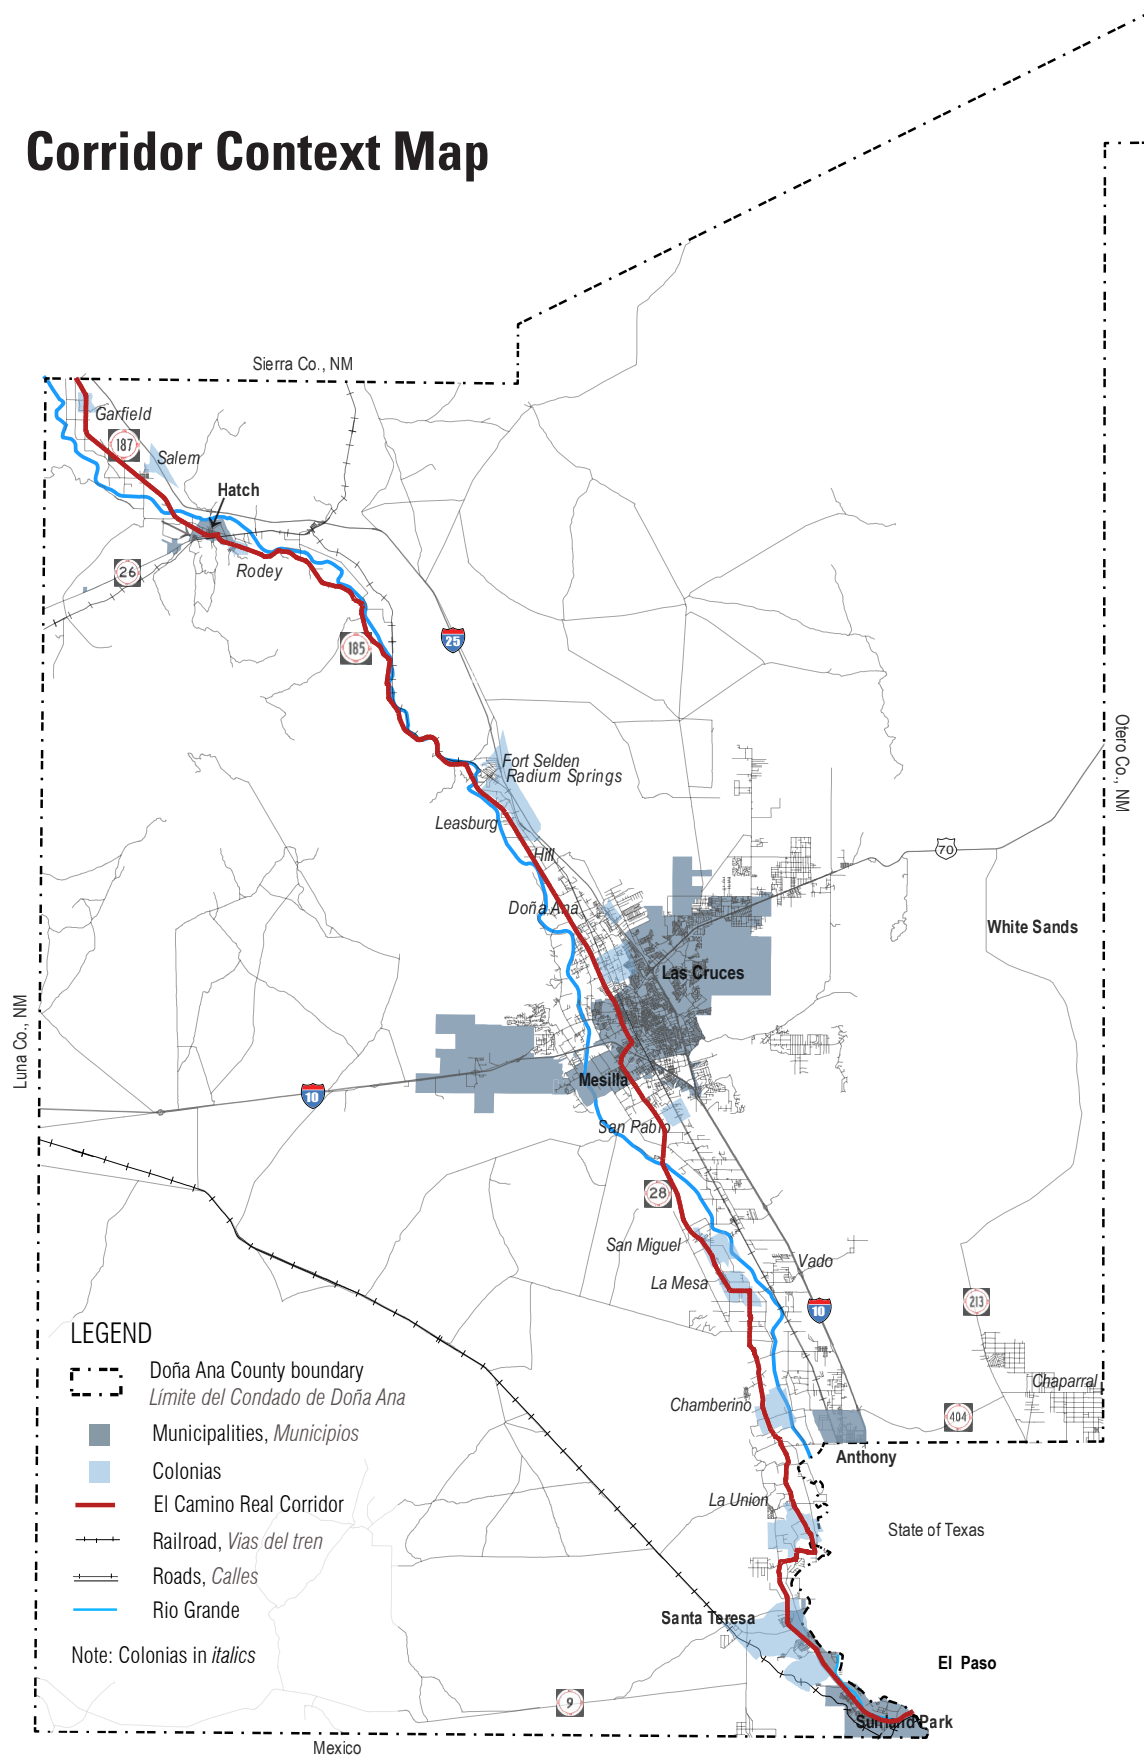 Corridor Context Map
Sierra Co., NM
Garfield
187
Salem
Hatch
26
Rodey
185
25
Otero Co., NM
Fort Selden
Radium Springs
Leasburg
Hill
70
Doña Ana
White Sands
Las Cruces
Luna Co., NM
Mesilla
10
San Pablo
28
San Miguel
Vado
La Mesa
10
213
LEGEND
Doña Ana County boundary
Límite del Condado de Doña Ana
Municipalities, Municipios
Colonias
El Camino Real Corridor
Railroad, Vias del tren
Roads, Calles
Rio Grande
Note: Colonias in italics
Chaparral
Chamberino
404
Anthony
La Union
State of Texas
Santa Teresa
El Paso
9
Sunland Park
Mexico